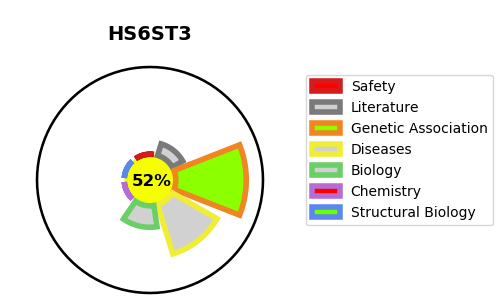 HS6ST3
52%
Safety
Literature
Genetic Association
Diseases
Biology
Chemistry
Structural Biology